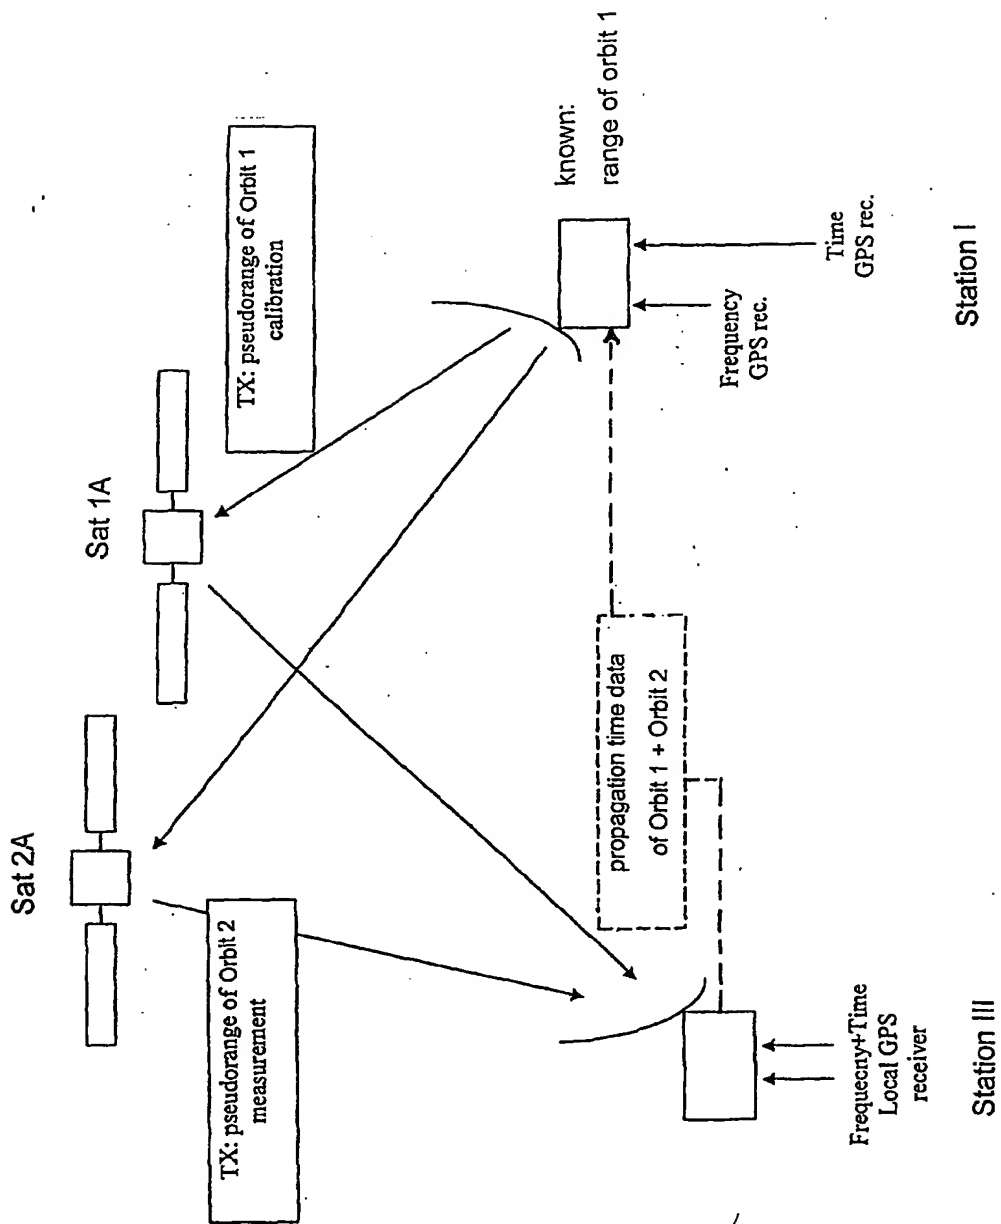 Sat 2A
Sat 1A
TX: pseudorange of Orbit 2
measurement
TX: pseudorange of Orbit 1
calibration
propagation time data
of Orbit 1 + Orbit 2
known:
range of orbit 1
Frequecny+Time
Local GPS
receiver
Frequency
GPS rec.
Time
GPS rec.
Station III
Station I